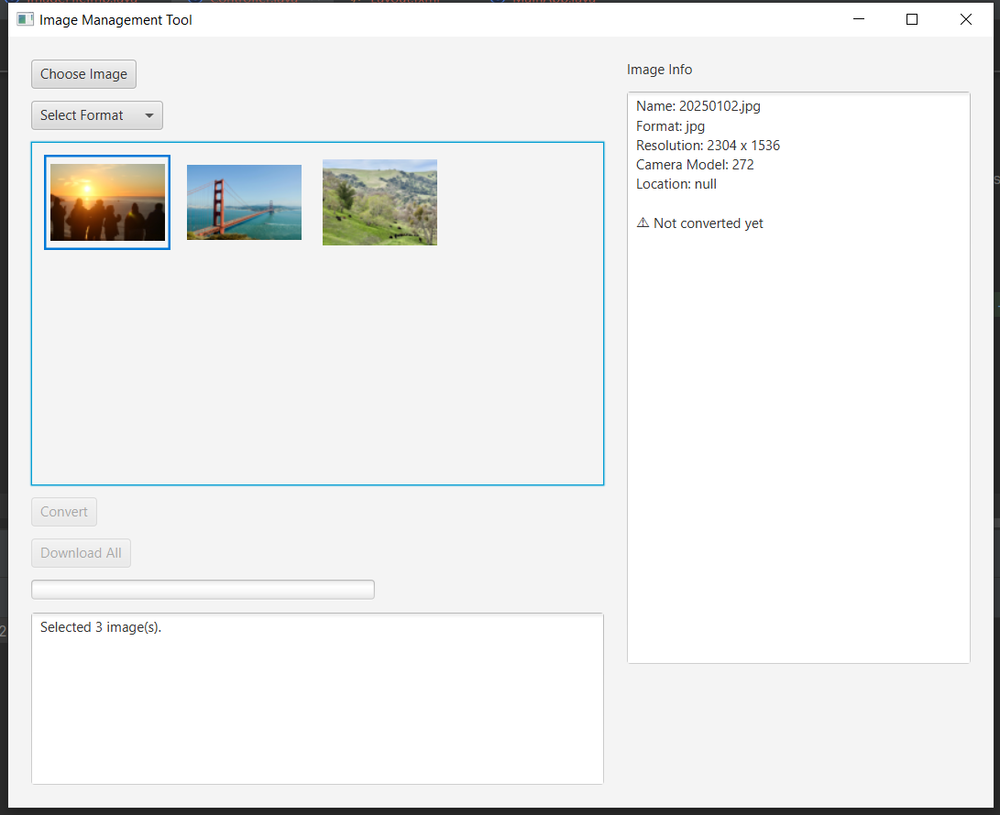 Image Management Tool
Choose Image
Select Format
Image Info
Name: 20250102.jpg
Format: jpg
Resolution: 2304 x 1536
Camera Model: 272
Location: null
⚠ Not converted yet
Convert
Download All
Selected 3 image(s).